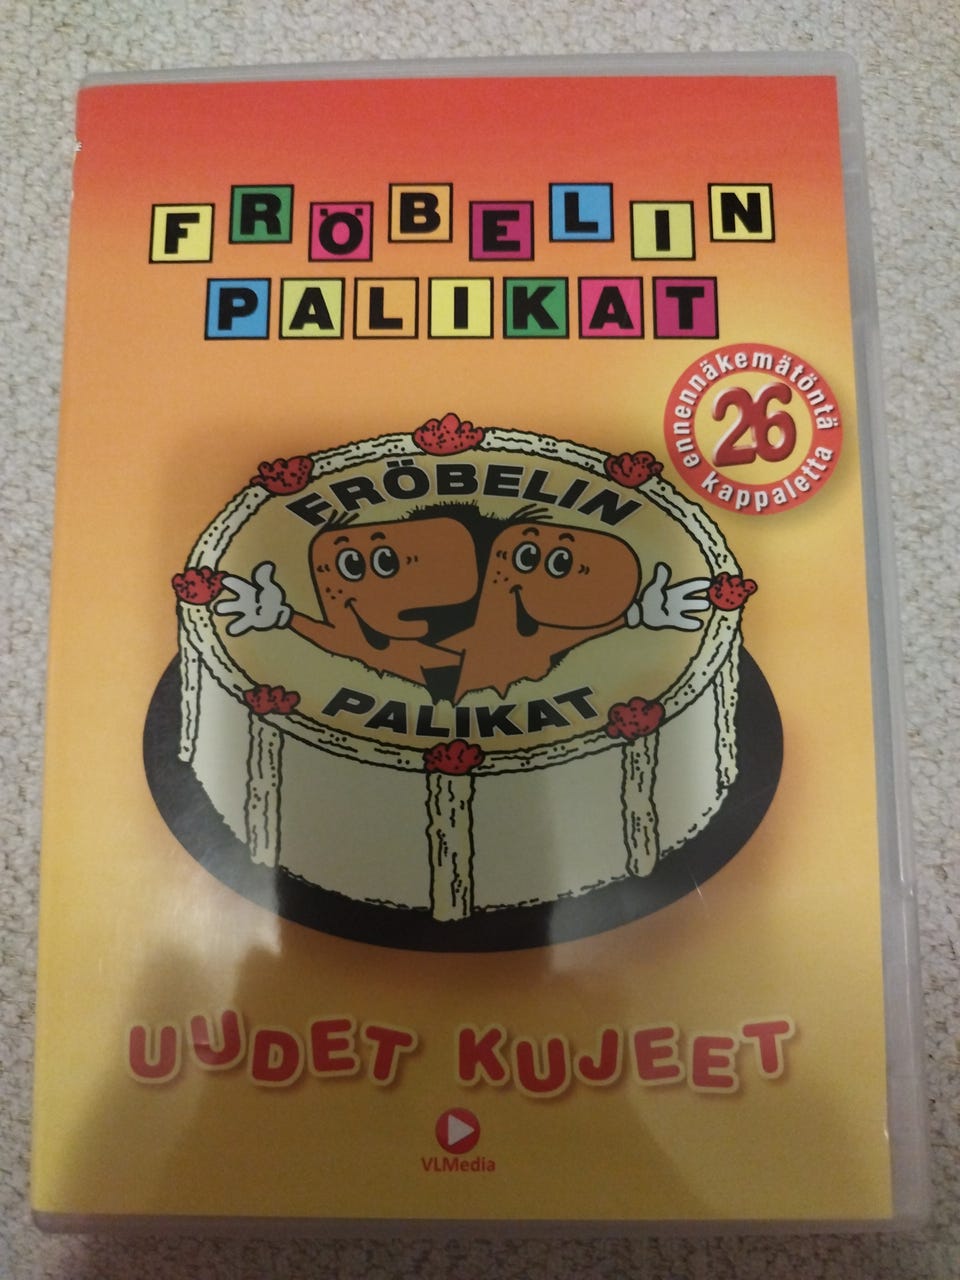 FRÖBELIN
PALIKAT
ennennäkemätöntä
26
kappaletta
FRÖBELIN
PALIKAT
UUDET KUJEET
VLMedia